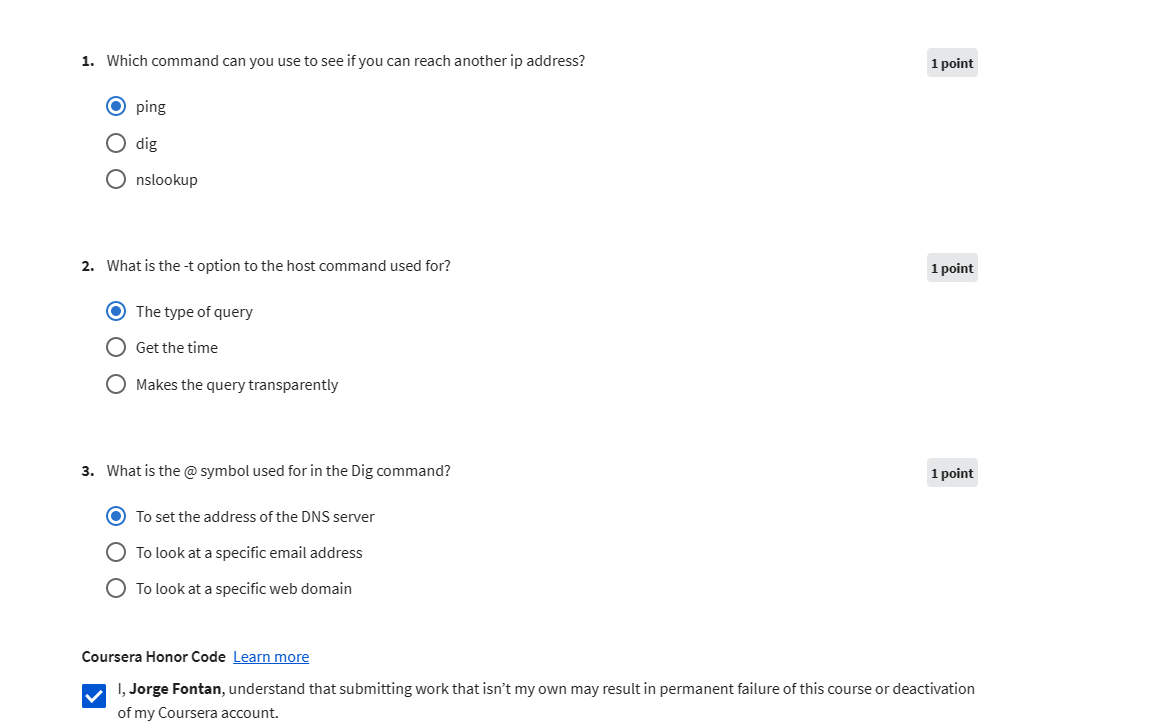 1. Which command can you use to see if you can reach another ip address?
1 point
ping
dig
nslookup
2. What is the -t option to the host command used for?
1 point
The type of query
Get the time
Makes the query transparently
3. What is the @ symbol used for in the Dig command?
1 point
To set the address of the DNS server
To look at a specific email address
To look at a specific web domain
Coursera Honor Code Learn more
I, Jorge Fontan, understand that submitting work that isn’t my own may result in permanent failure of this course or deactivation
of my Coursera account.